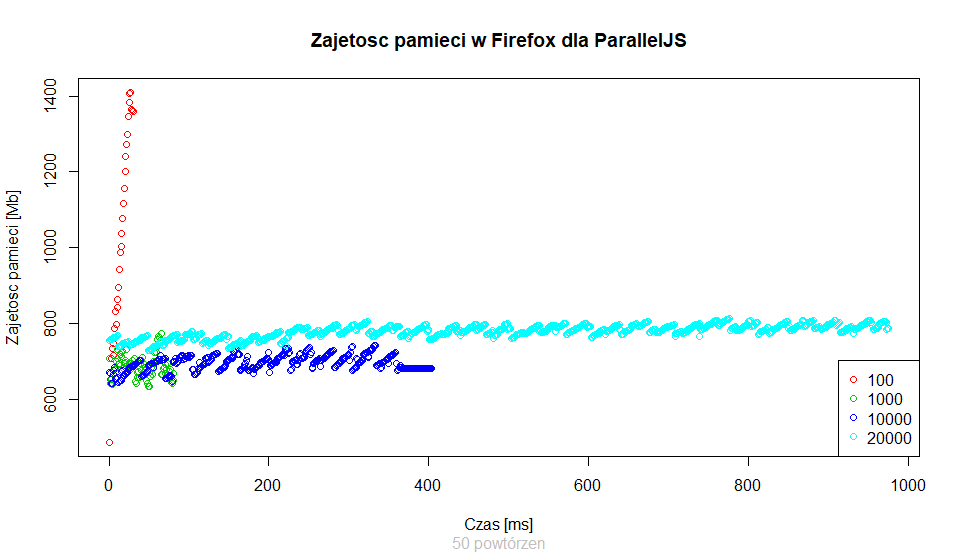 Zajetosc pamieci w Firefox dla ParallelJS
Zajetosc pamieci [Mb]
1400
1200
1000
800
600
100
1000
10000
20000
0 200 400 600 800 1000
Czas [ms]
50 powtórzen